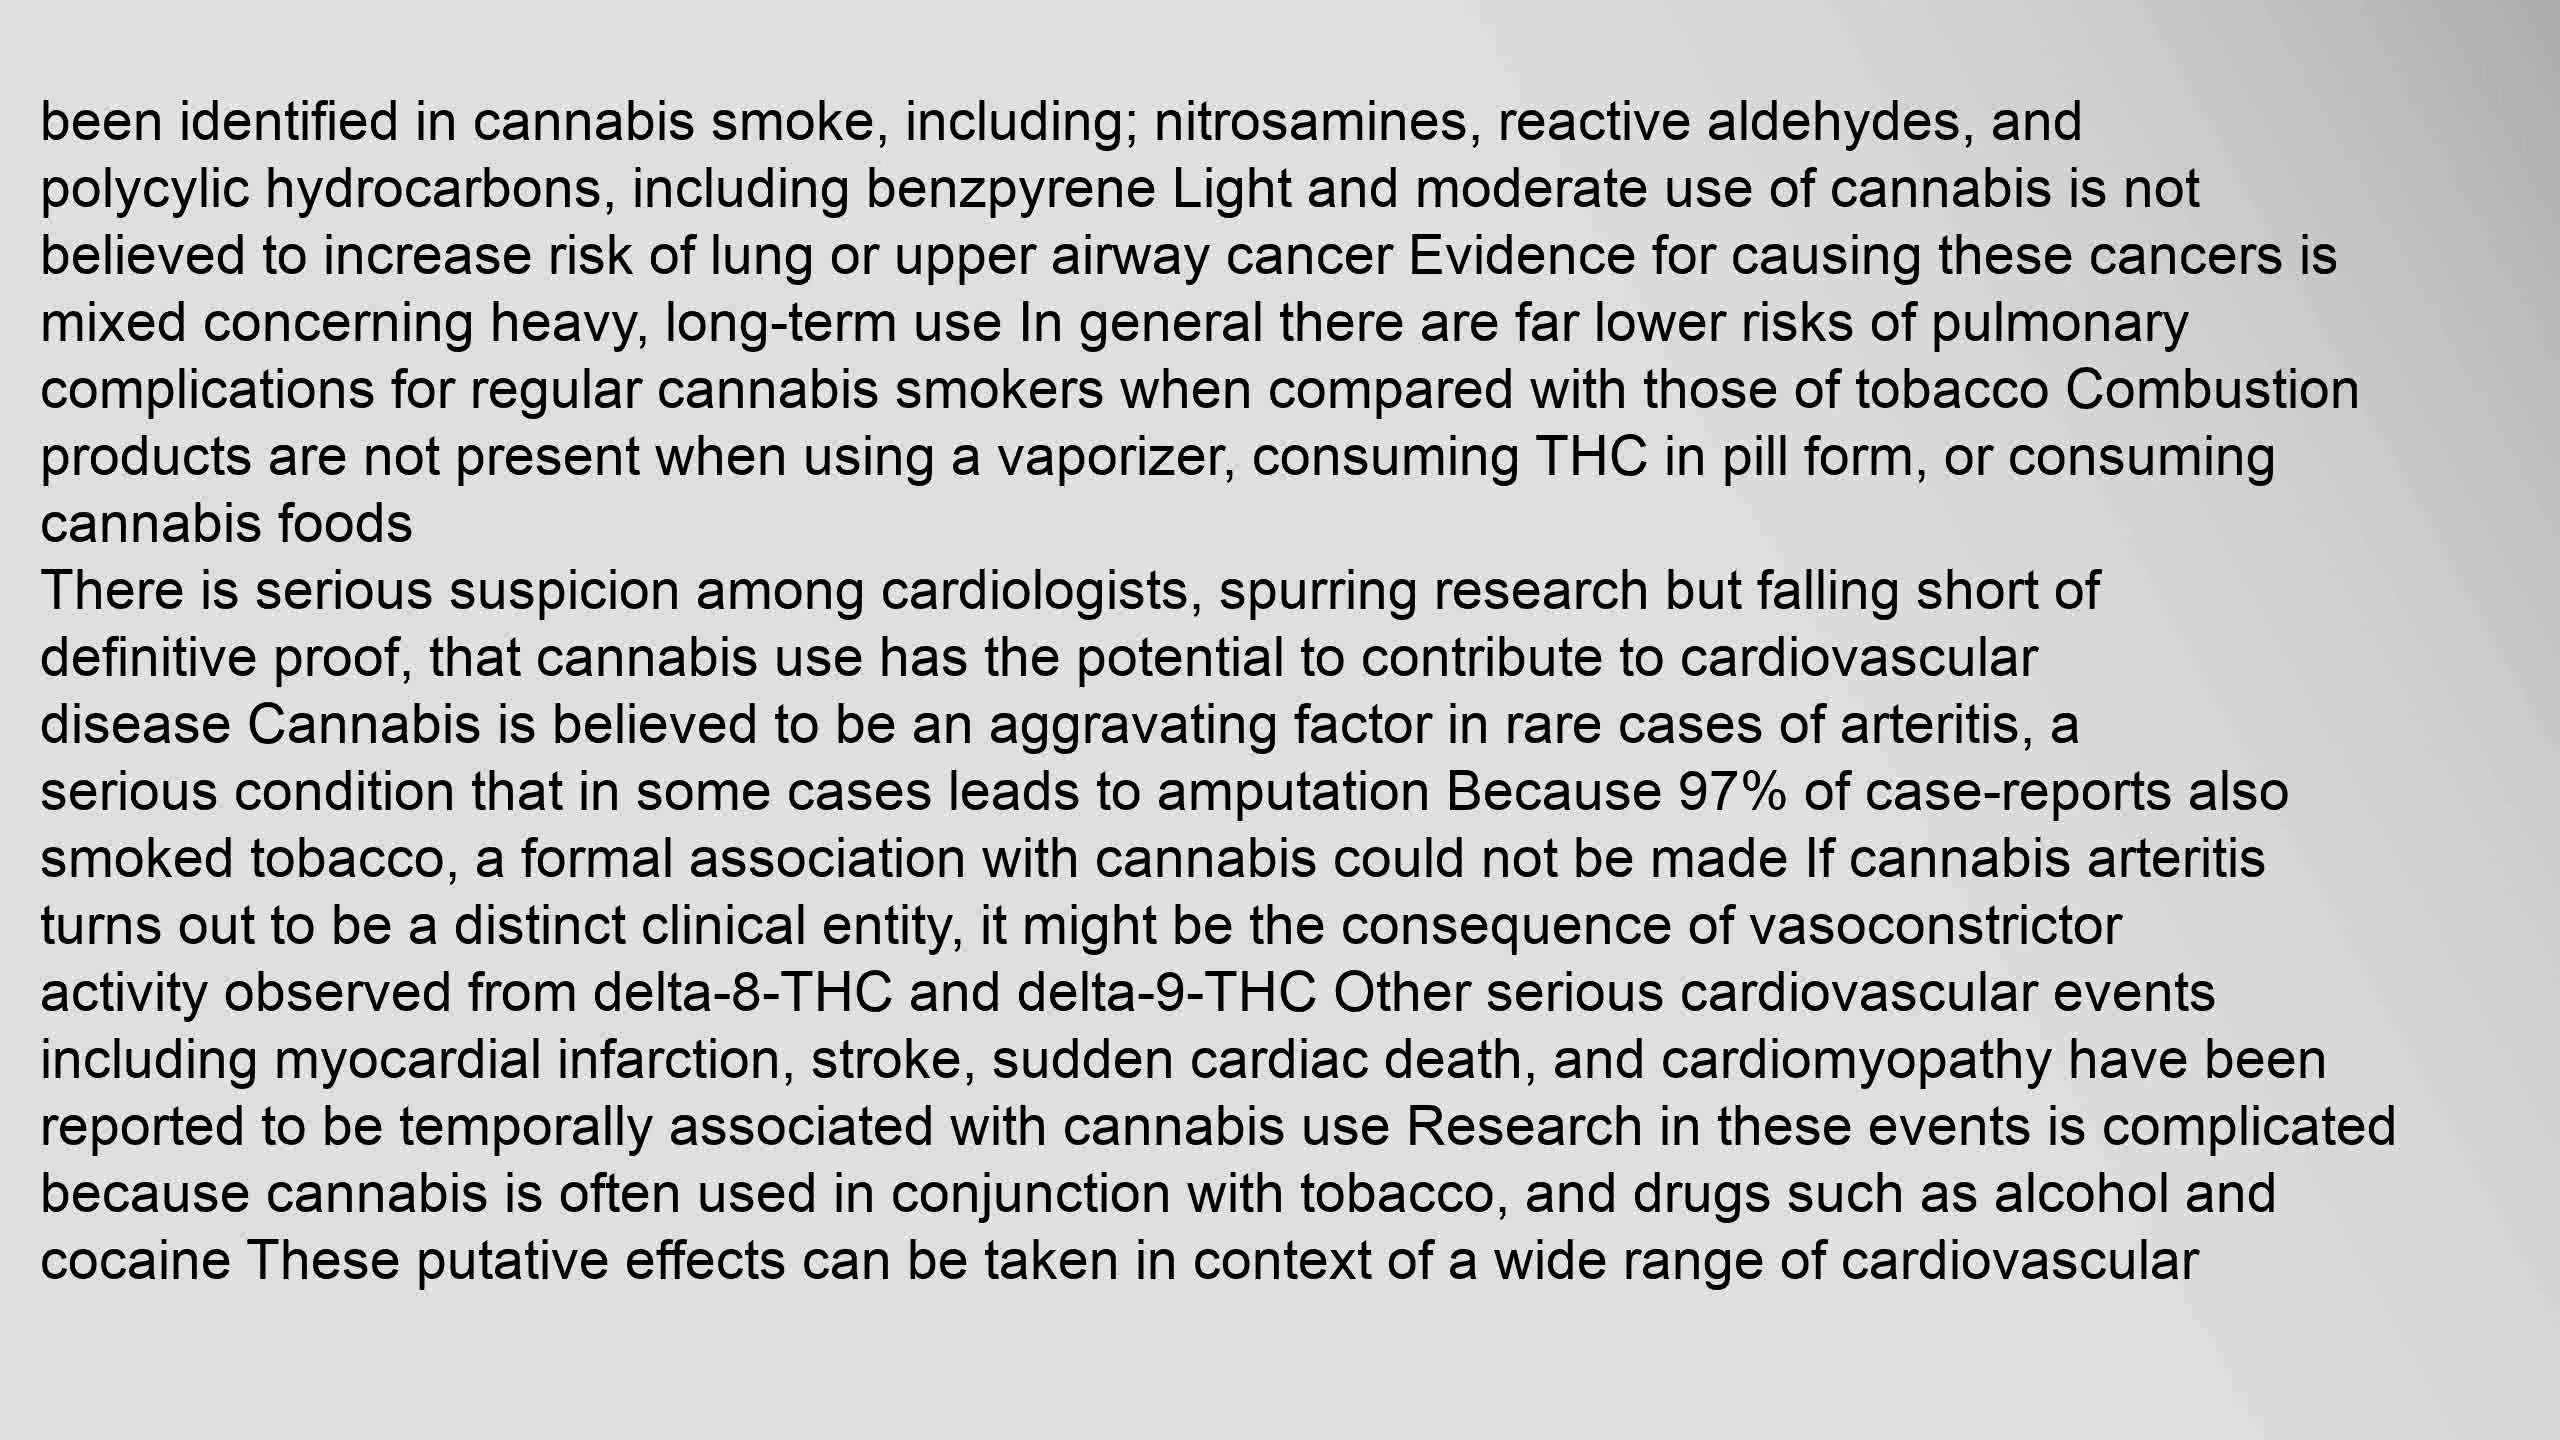 been identified in cannabis smoke, including; nitrosamines, reactive aldehydes, and
polycylic hydrocarbons, including benzpyrene Light and moderate use of cannabis is not
believed to increase risk of lung or upper airway cancer Evidence for causing these cancers is
mixed concerning heavy, long-term use In general there are far lower risks of pulmonary
complications for regular cannabis smokers when compared with those of tobacco Combustion
products are not present when using a vaporizer, consuming THC in pill form, or consuming
cannabis foods
There is serious suspicion among cardiologists, spurring research but falling short of
definitive proof, that cannabis use has the potential to contribute to cardiovascular
disease Cannabis is believed to be an aggravating factor in rare cases of arteritis, a
serious condition that in some cases leads to amputation Because 97% of case-reports also
smoked tobacco, a formal association with cannabis could not be made If cannabis arteritis
turns out to be a distinct clinical entity, it might be the consequence of vasoconstrictor
activity observed from delta-8-THC and delta-9-THC Other serious cardiovascular events
including myocardial infarction, stroke, sudden cardiac death, and cardiomyopathy have been
reported to be temporally associated with cannabis use Research in these events is complicated
because cannabis is often used in conjunction with tobacco, and drugs such as alcohol and
cocaine These putative effects can be taken in context of a wide range of cardiovascular